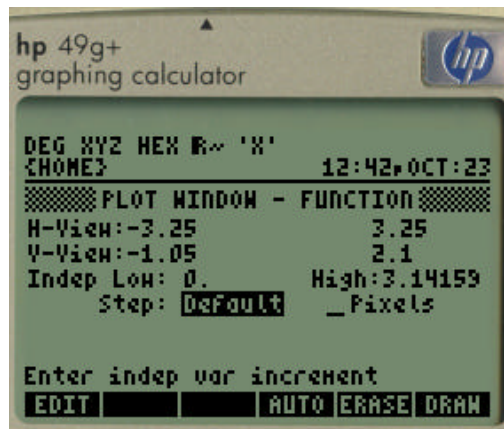 hp 49g+
hp
graphing calculator
DEG XYZ HEX R~ 'X'
{HOME} 12:42P OCT:23
PLOT WINDOW - FUNCTION
H-View:-3.25 3.25
V-View:-1.05 2.1
Indep Low: 0. High:3.14159
Step: Default _Pixels
Enter indep var increment
EDIT AUTO ERASE DRAW